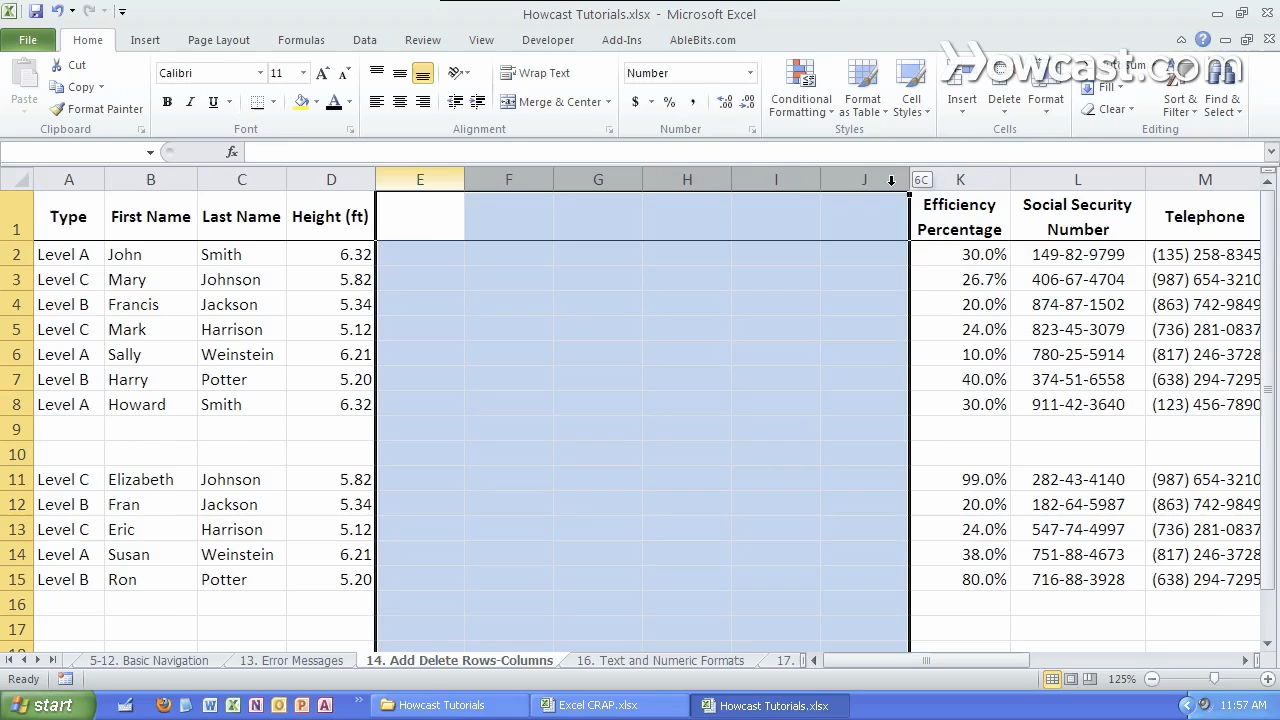 Howcast Tutorials.xlsx - Microsoft Excel
File Home Insert Page Layout Formulas Data Review View Developer Add-Ins AbleBits.com
Howcast.com
Paste Cut Copy Format Painter Clipboard
Calibri 11 B I U A Font
Wrap Text Merge & Center Alignment
Number $ % , Number
Conditional Formatting Format as Table Cell Styles Styles
Insert Delete Format Cells
Fill Clear Sort & Filter Find & Select Editing
fx
A B C D E F G H I J 6C K L M
1 Type First Name Last Name Height (ft) Efficiency Percentage Social Security Number Telephone
2 Level A John Smith 6.32 30.0% 149-82-9799 (135) 258-8345
3 Level C Mary Johnson 5.82 26.7% 406-67-4704 (987) 654-3210
4 Level B Francis Jackson 5.34 20.0% 874-87-1502 (863) 742-9849
5 Level C Mark Harrison 5.12 24.0% 823-45-3079 (736) 281-0837
6 Level A Sally Weinstein 6.21 10.0% 780-25-5914 (817) 246-3728
7 Level B Harry Potter 5.20 40.0% 374-51-6558 (638) 294-7295
8 Level A Howard Smith 6.32 30.0% 911-42-3640 (123) 456-7890
9
10
11 Level C Elizabeth Johnson 5.82 99.0% 282-43-4140 (987) 654-3210
12 Level B Fran Jackson 5.34 20.0% 182-64-5987 (863) 742-9849
13 Level C Eric Harrison 5.12 24.0% 547-74-4997 (736) 281-0837
14 Level A Susan Weinstein 6.21 38.0% 751-88-4673 (817) 246-3728
15 Level B Ron Potter 5.20 80.0% 716-88-3928 (638) 294-7295
16
17
5-12. Basic Navigation 13. Error Messages 14. Add Delete Rows-Columns 16. Text and Numeric Formats 17.
Ready 125%
start Howcast Tutorials Excel CRAP.xlsx Howcast Tutorials.xlsx 11:57 AM